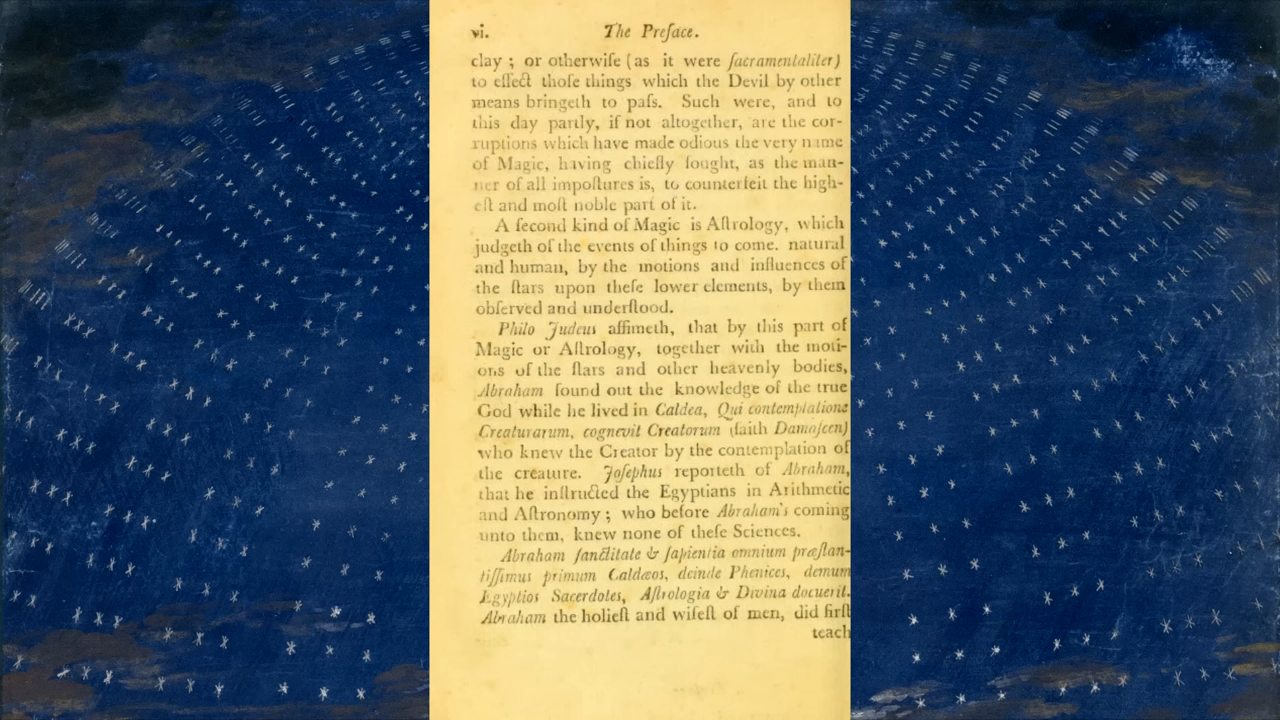 vi. The Preface.
clay ; or otherwiſe (as it were ſacramentaliter)
to effect thoſe things which the Devil by other
means bringeth to paſs. Such were, and to
this day partly, if not altogether, are the cor-
ruptions which have made odious the very name
of Magic, having chiefly ſought, as the man-
ner of all impoſtures is, to counterfeit the high-
eſt and moſt noble part of it.
A ſecond kind of Magic is Aſtrology, which
judgeth of the events of things to come. natural
and human, by the motions and influences of
the ſtars upon theſe lower elements, by them
obſerved and underſtood.
Philo Judeus affimeth, that by this part of
Magic or Aſtrology, together with the moti-
ons of the ſtars and other heavenly bodies,
Abraham found out the knowledge of the true
God while he lived in Caldea, Qui contemplatione
Creaturarum, cognevit Creatorum (ſaith Damaſcen)
who knew the Creator by the contemplation of
the creature. Joſephus reporteth of Abraham,
that he inſtructed the Egyptians in Arithmetic
and Aſtronomy ; who before Abraham's coming
unto them, knew none of theſe Sciences.
Abraham ſanctitate & ſapientia omnium præſtan-
tiſſimus primum Caldæos, deinde Phenices, demum
Egyptios Sacerdotes, Aſtrologia & Divina docuerit.
Abraham the holieſt and wiſeſt of men, did firſt
teach